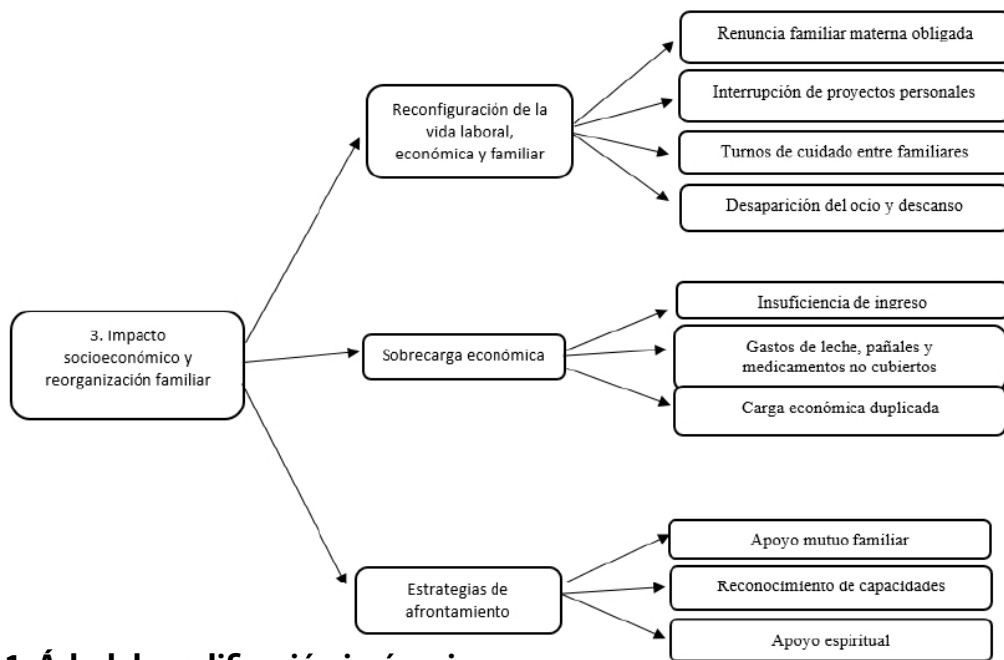 Renuncia familiar materna obligada
Reconfiguración de la
vida laboral,
económica y familiar
Interrupción de proyectos personales
Turnos de cuidado entre familiares
Desaparición del ocio y descanso
3. Impacto
socioeconómico y
reorganización familiar
Sobrecarga económica
Insuficiencia de ingreso
Gastos de leche, pañales y
medicamentos no cubiertos
Carga económica duplicada
Estrategias de
afrontamiento
Apoyo mutuo familiar
Reconocimiento de capacidades
Apoyo espiritual
1.